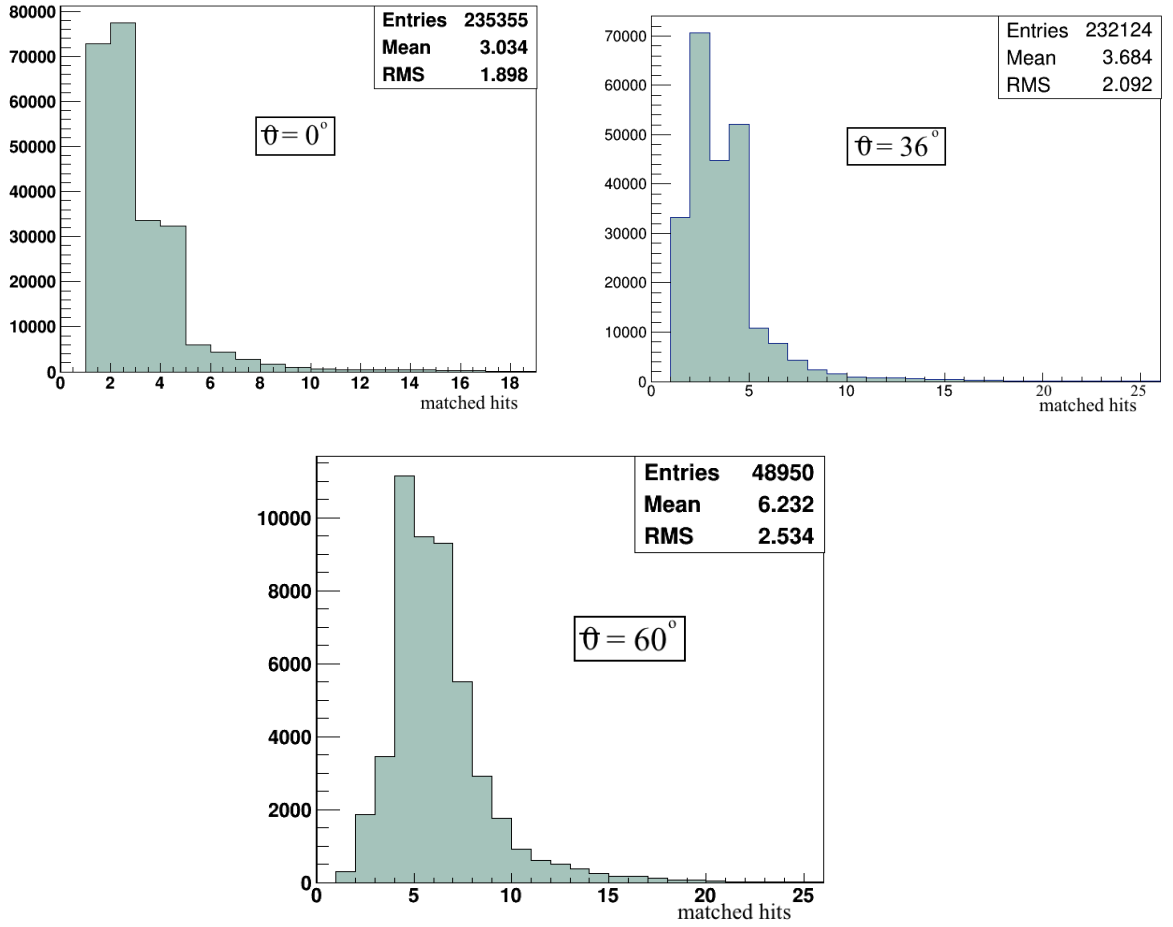 80000
70000
60000
50000
40000
30000
20000
10000
0
0 2 4 6 8 10 12 14 16 18
matched hits
Entries 235355
Mean 3.034
RMS 1.898
θ = 0°
70000
60000
50000
40000
30000
20000
10000
0
0 5 10 15 20 25
matched hits
Entries 232124
Mean 3.684
RMS 2.092
θ = 36°
10000
8000
6000
4000
2000
0
0 5 10 15 20 25
matched hits
Entries 48950
Mean 6.232
RMS 2.534
θ = 60°